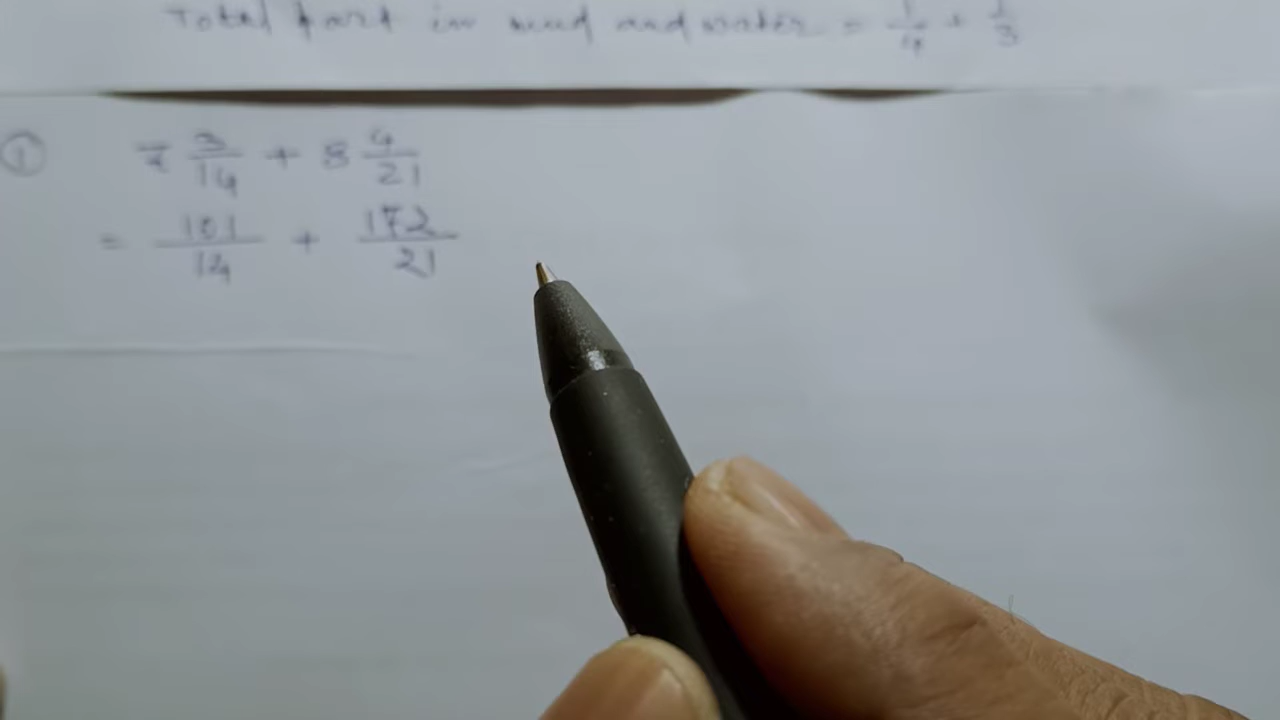 Total part in mud and water = 1/4 + 1/3
① 7 3/14 + 8 4/21
= 101/14 + 172/21